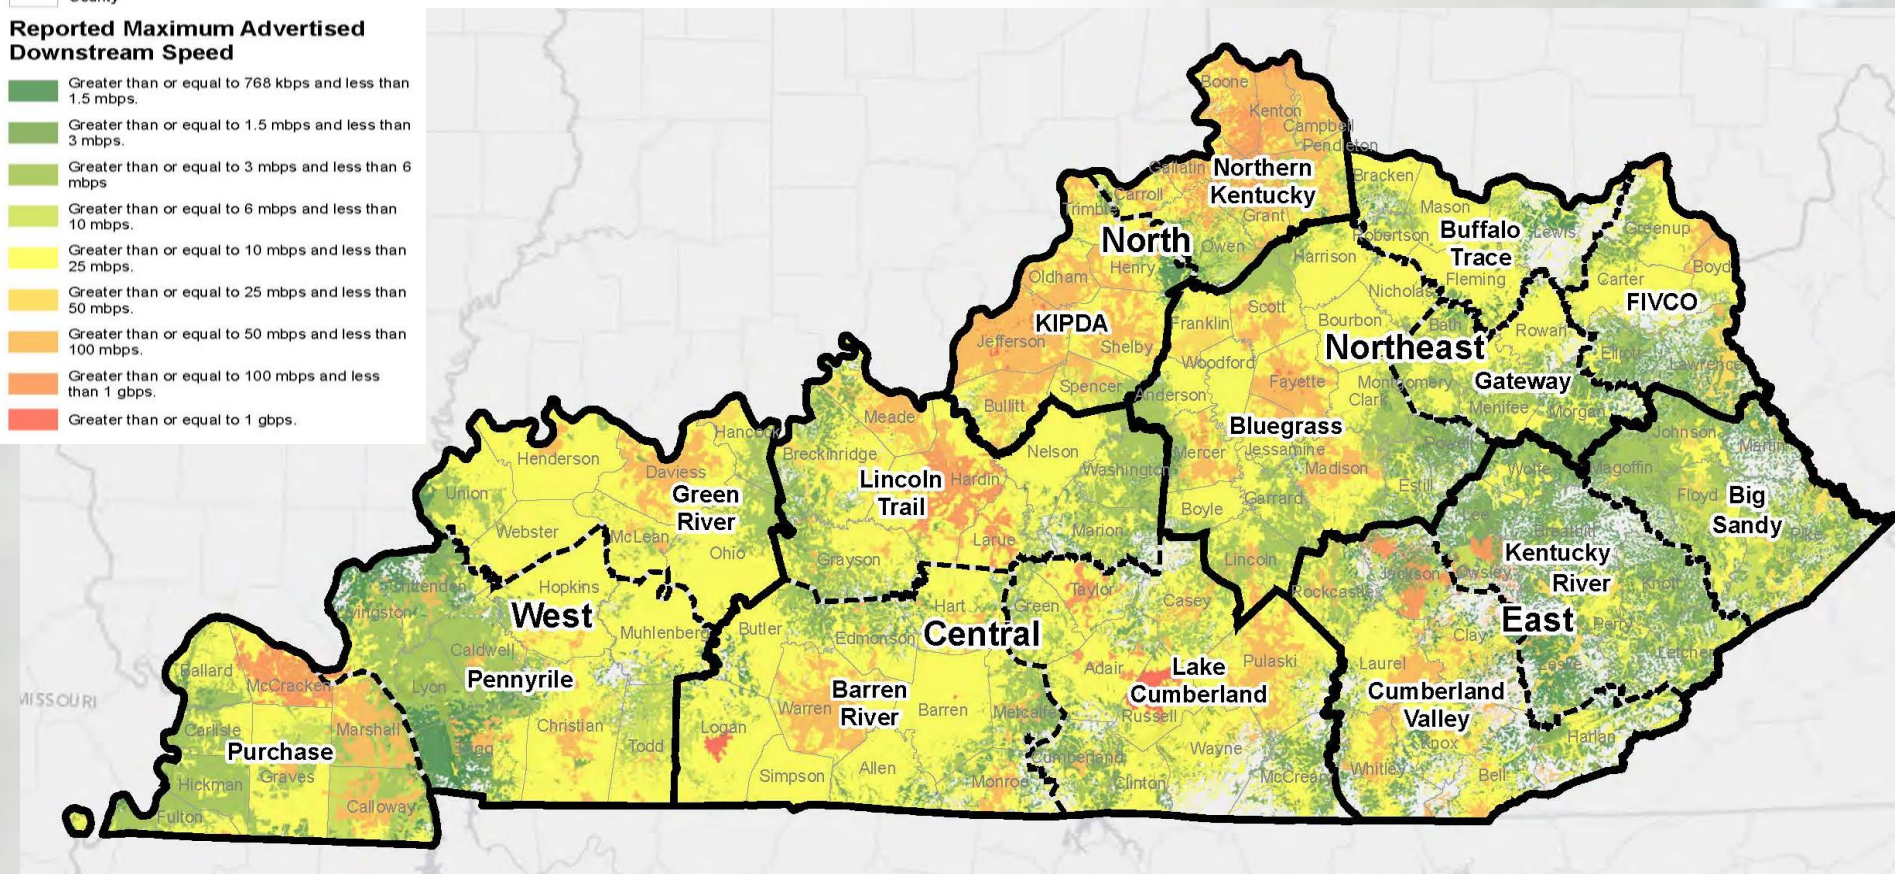 County
Reported Maximum Advertised
Downstream Speed
Greater than or equal to 768 kbps and less than
1.5 mbps.
Greater than or equal to 1.5 mbps and less than
3 mbps.
Greater than or equal to 3 mbps and less than 6
mbps
Greater than or equal to 6 mbps and less than
10 mbps.
Greater than or equal to 10 mbps and less than
25 mbps.
Greater than or equal to 25 mbps and less than
50 mbps.
Greater than or equal to 50 mbps and less than
100 mbps.
Greater than or equal to 100 mbps and less
than 1 gbps.
Greater than or equal to 1 gbps.
Boone
Kenton
Campbell
Pendleton
Gallatin
Northern
Kentucky
Carroll
Trimble
Grant
North
Owen
Henry
Oldham
KIPDA
Jefferson
Shelby
Spencer
Bullitt
Bracken
Mason
Robertson
Buffalo
Trace
Lewis
Fleming
Greenup
Boyd
Carter
FIVCO
Elliott
Lawrence
Harrison
Nicholas
Scott
Franklin
Bourbon
Bath
Rowan
Northeast
Woodford
Fayette
Montgomery
Clark
Gateway
Menifee
Morgan
Anderson
Bluegrass
Mercer
Jessamine
Madison
Powell
Estill
Garrard
Boyle
Lincoln
Johnson
Martin
Magoffin
Floyd
Big
Sandy
Pike
Wolfe
Lee
Breathitt
Kentucky
River
Owsley
Knott
Perry
Leslie
Letcher
East
Jackson
Rockcastle
Clay
Laurel
Cumberland
Valley
Knox
Whitley
Bell
Harlan
Hancock
Henderson
Daviess
Green
River
Union
Webster
McLean
Ohio
Breckinridge
Meade
Lincoln
Trail
Hardin
Nelson
Washington
Marion
Larue
Grayson
Crittenden
Livingston
Hopkins
West
Muhlenberg
Caldwell
Lyon
Pennyrile
Trigg
Christian
Todd
Ballard
McCracken
Carlisle
Marshall
Purchase
Graves
Hickman
Calloway
Fulton
MISSOURI
Butler
Edmonson
Hart
Green
Taylor
Casey
Central
Adair
Lake
Cumberland
Pulaski
Russell
Barren
River
Warren
Barren
Metcalfe
Logan
Simpson
Allen
Monroe
Cumberland
Clinton
Wayne
McCreary